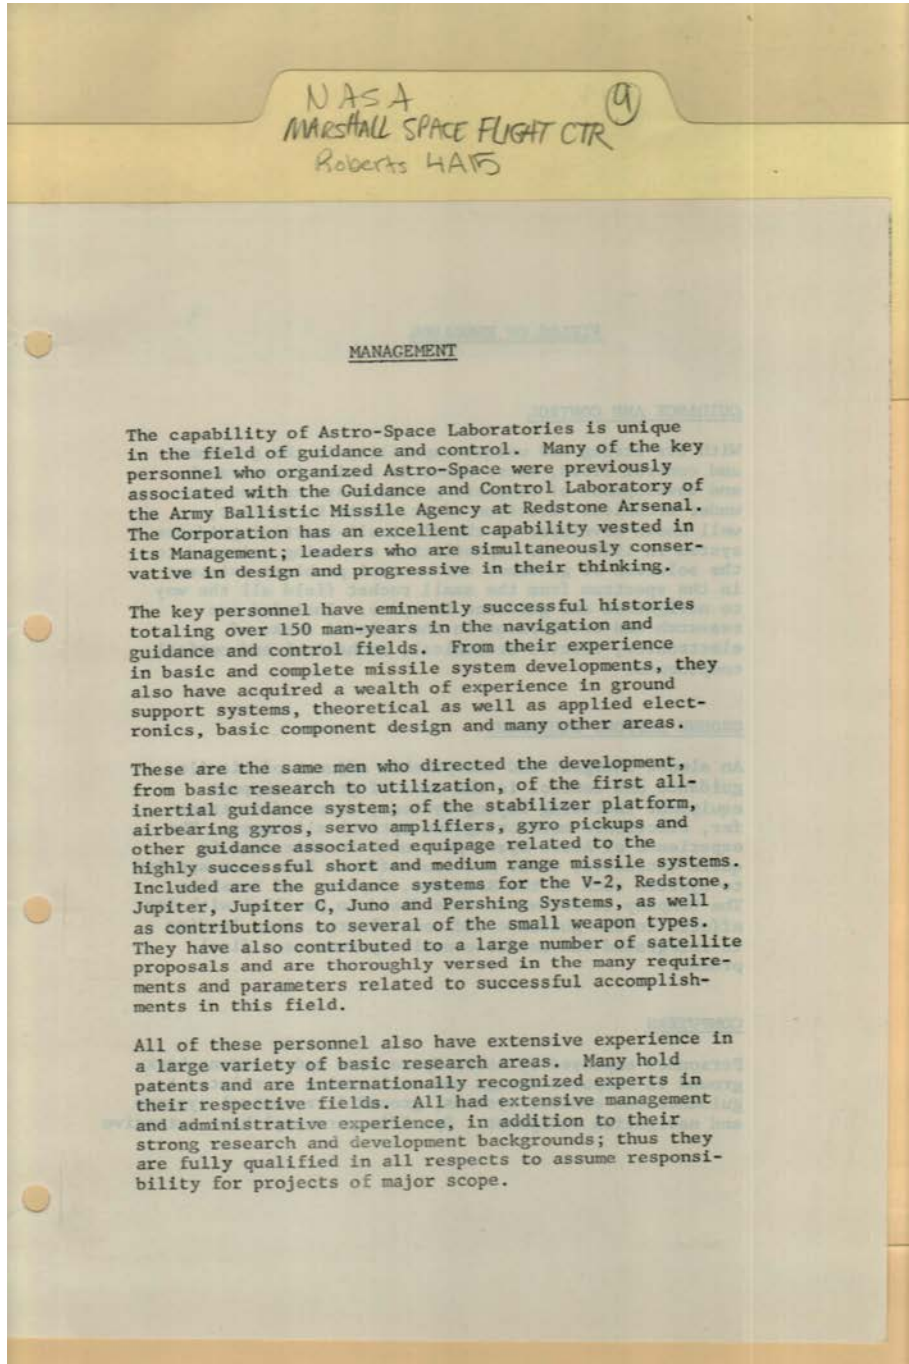 NASA
9
MARSHALL SPACE FLIGHT CTR
Roberts 4A15
MANAGEMENT
The capability of Astro-Space Laboratories is unique
in the field of guidance and control. Many of the key
personnel who organized Astro-Space were previously
associated with the Guidance and Control Laboratory of
the Army Ballistic Missile Agency at Redstone Arsenal.
The Corporation has an excellent capability vested in
its Management; leaders who are simultaneously conser-
vative in design and progressive in their thinking.
The key personnel have eminently successful histories
totaling over 150 man-years in the navigation and
guidance and control fields. From their experience
in basic and complete missile system developments, they
also have acquired a wealth of experience in ground
support systems, theoretical as well as applied elect-
ronics, basic component design and many other areas.
These are the same men who directed the development,
from basic research to utilization, of the first all-
inertial guidance system; of the stabilizer platform,
airbearing gyros, servo amplifiers, gyro pickups and
other guidance associated equipage related to the
highly successful short and medium range missile systems.
Included are the guidance systems for the V-2, Redstone,
Jupiter, Jupiter C, Juno and Pershing Systems, as well
as contributions to several of the small weapon types.
They have also contributed to a large number of satellite
proposals and are thoroughly versed in the many require-
ments and parameters related to successful accomplish-
ments in this field.
All of these personnel also have extensive experience in
a large variety of basic research areas. Many hold
patents and are internationally recognized experts in
their respective fields. All had extensive management
and administrative experience, in addition to their
strong research and development backgrounds; thus they
are fully qualified in all respects to assume responsi-
bility for projects of major scope.